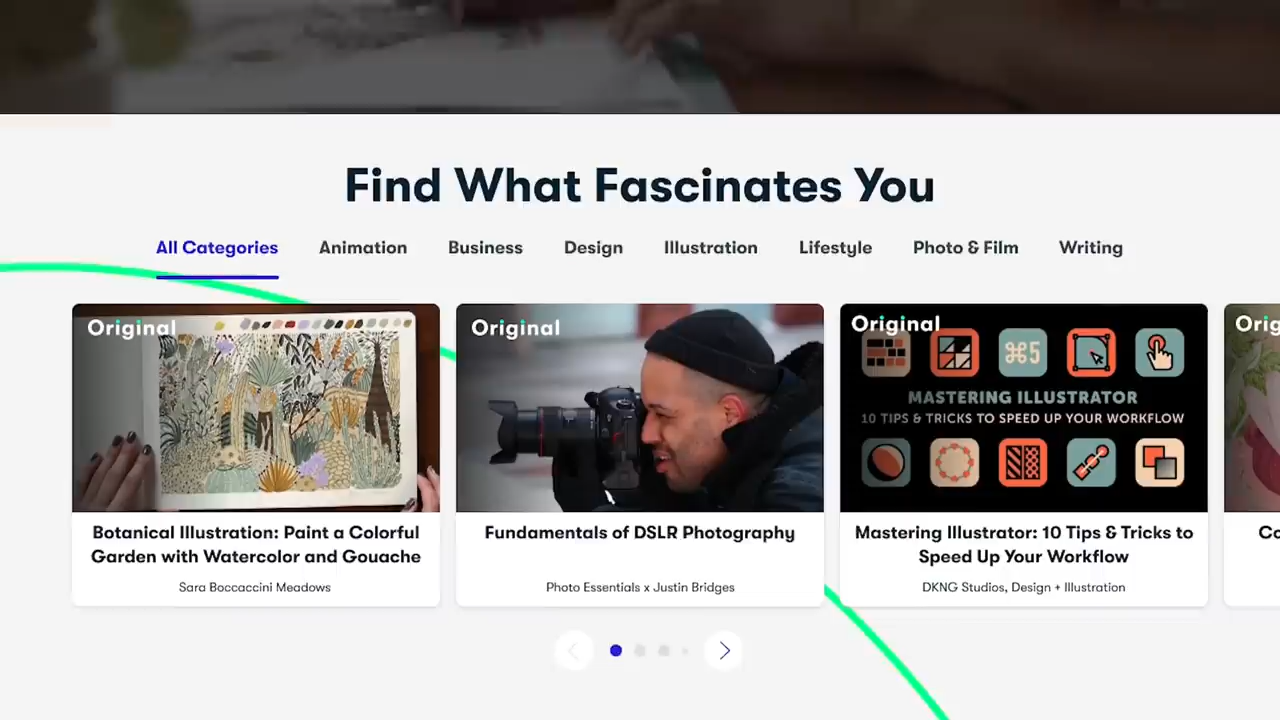 Find What Fascinates You
All Categories Animation Business Design Illustration Lifestyle Photo & Film Writing
Original
Original
Original
⌘5
MASTERING ILLUSTRATOR
10 TIPS & TRICKS TO SPEED UP YOUR WORKFLOW
Botanical Illustration: Paint a Colorful
Garden with Watercolor and Gouache
Sara Boccaccini Meadows
Fundamentals of DSLR Photography
Photo Essentials x Justin Bridges
Mastering Illustrator: 10 Tips & Tricks to
Speed Up Your Workflow
DKNG Studios, Design + Illustration